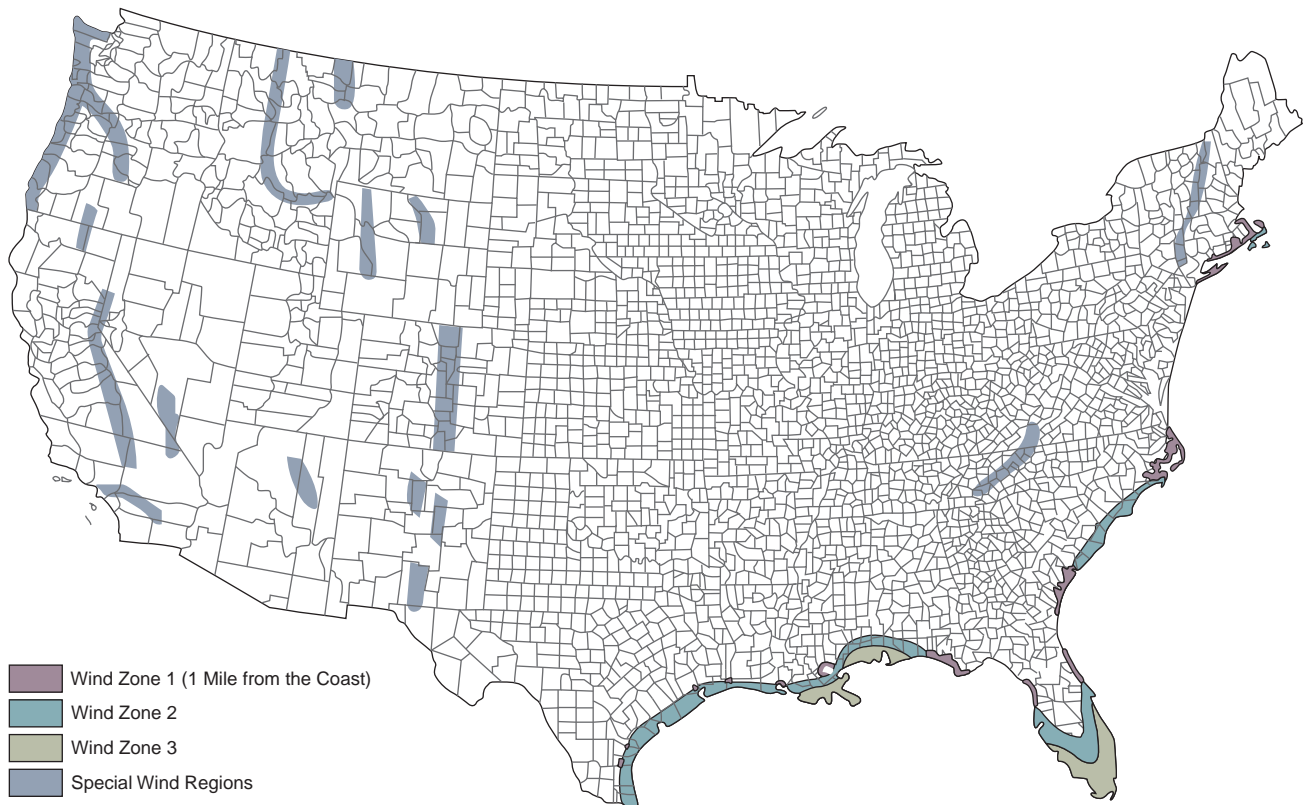 Wind Zone 1 (1 Mile from the Coast)
Wind Zone 2
Wind Zone 3
Special Wind Regions